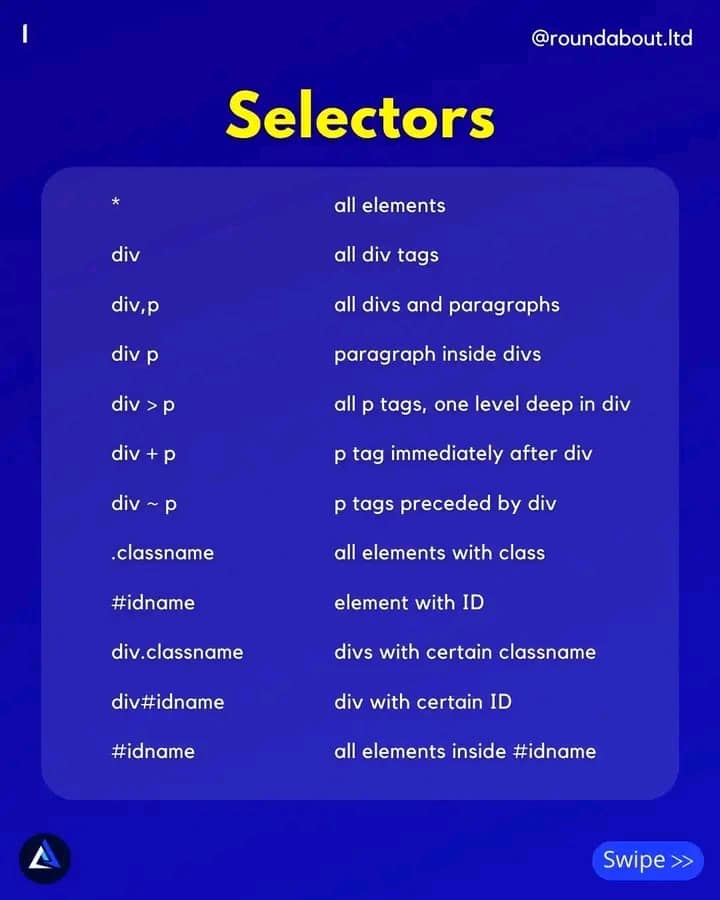 1
@roundabout.ltd
Selectors
* all elements
div all div tags
div,p all divs and paragraphs
div p paragraph inside divs
div > p all p tags, one level deep in div
div + p p tag immediately after div
div ~ p p tags preceded by div
.classname all elements with class
#idname element with ID
div.classname divs with certain classname
div#idname div with certain ID
#idname all elements inside #idname
Swipe >>